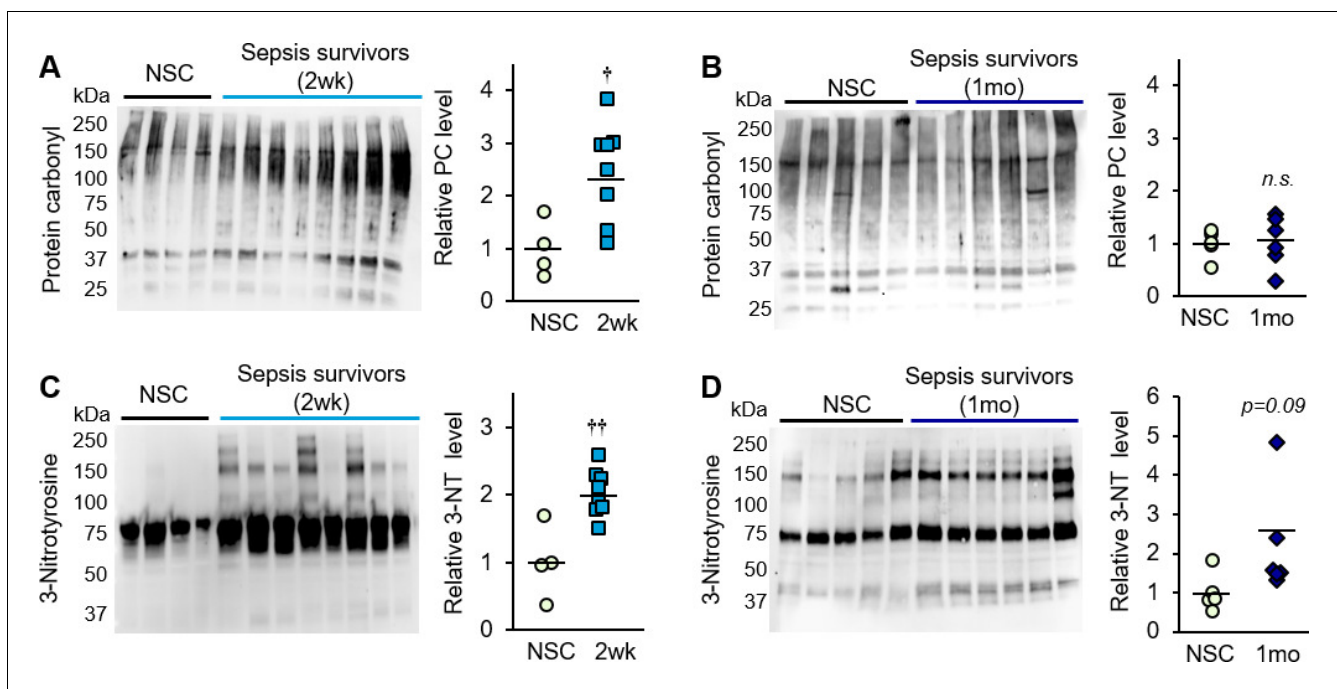 A
NSC
Sepsis survivors
(2wk)
kDa
250
150
100
75
50
37
25
Protein carbonyl
Relative PC level
4
3
2
1
0
†
NSC 2wk
B
NSC
Sepsis survivors
(1mo)
kDa
250
150
100
75
50
37
25
Protein carbonyl
Relative PC level
4
3
2
1
0
n.s.
NSC 1mo
C
NSC
Sepsis survivors
(2wk)
kDa
250
150
100
75
50
37
3-Nitrotyrosine
Relative 3-NT level
3
2
1
0
††
NSC 2wk
D
NSC
Sepsis survivors
(1mo)
kDa
250
150
100
75
50
37
3-Nitrotyrosine
Relative 3-NT level
6
5
4
3
2
1
0
p=0.09
NSC 1mo